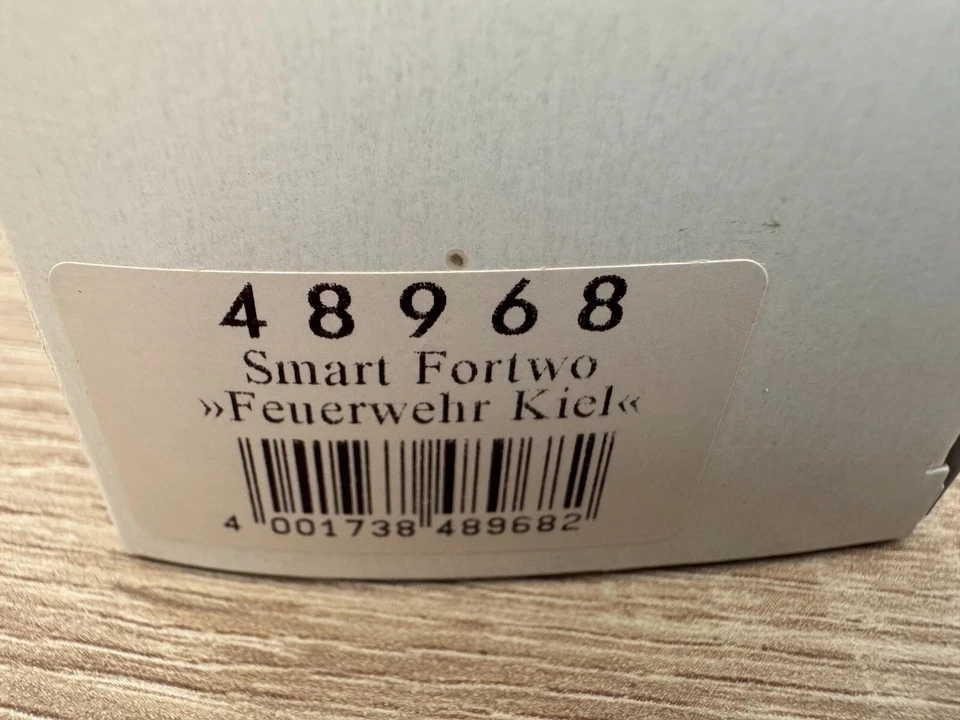 48968
Smart Fortwo
»Feuerwehr Kiel«
4 001738 489682